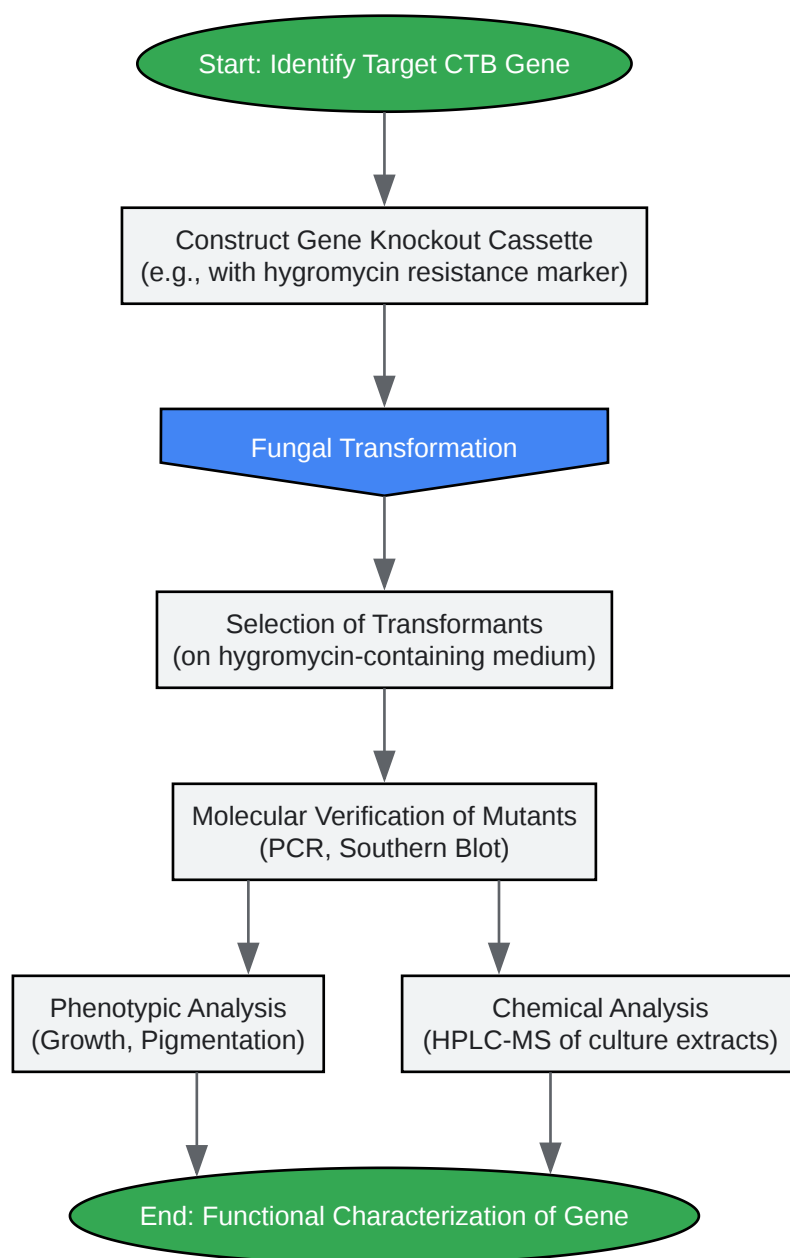 Start: Identify Target CTB Gene
Construct Gene Knockout Cassette
(e.g., with hygromycin resistance marker)
Fungal Transformation
Selection of Transformants
(on hygromycin-containing medium)
Molecular Verification of Mutants
(PCR, Southern Blot)
Phenotypic Analysis
(Growth, Pigmentation)
Chemical Analysis
(HPLC-MS of culture extracts)
End: Functional Characterization of Gene